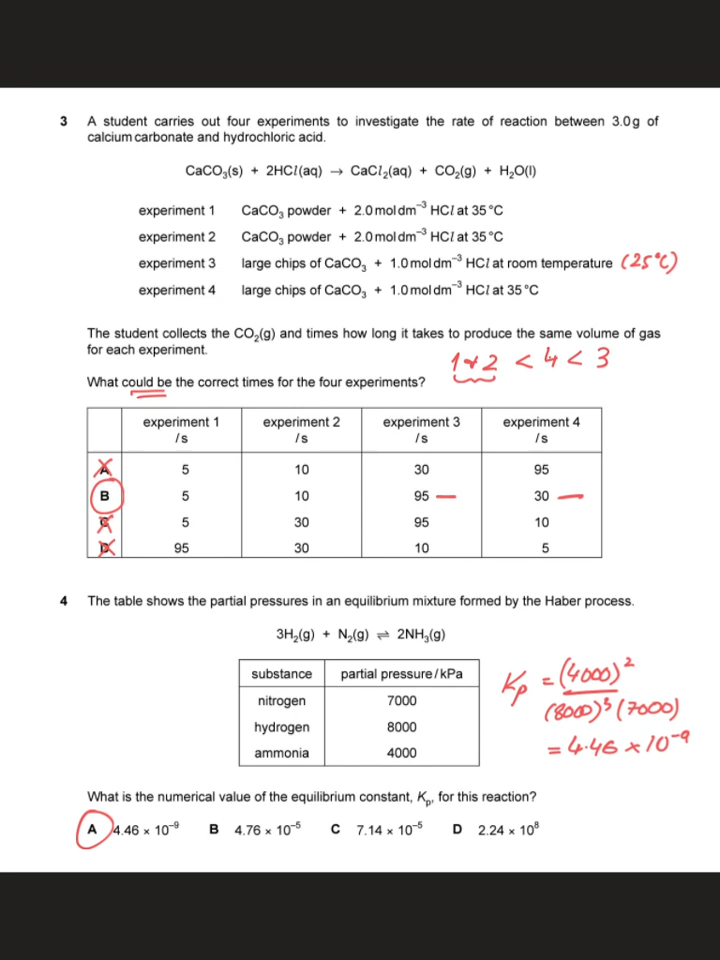 3 A student carries out four experiments to investigate the rate of reaction between 3.0 g of
calcium carbonate and hydrochloric acid.
CaCO₃(s) + 2HCl(aq) → CaCl₂(aq) + CO₂(g) + H₂O(l)
experiment 1 CaCO₃ powder + 2.0 mol dm⁻³ HCl at 35 °C
experiment 2 CaCO₃ powder + 2.0 mol dm⁻³ HCl at 35 °C
experiment 3 large chips of CaCO₃ + 1.0 mol dm⁻³ HCl at room temperature (25°C)
experiment 4 large chips of CaCO₃ + 1.0 mol dm⁻³ HCl at 35 °C
The student collects the CO₂(g) and times how long it takes to produce the same volume of gas
for each experiment.
1+2 < 4 < 3
What could be the correct times for the four experiments?
experiment 1 /s experiment 2 /s experiment 3 /s experiment 4 /s
A 5 10 30 95
B 5 10 95 30
C 5 30 95 10
D 95 30 10 5
4 The table shows the partial pressures in an equilibrium mixture formed by the Haber process.
3H₂(g) + N₂(g) ⇌ 2NH₃(g)
substance partial pressure / kPa
nitrogen 7000
hydrogen 8000
ammonia 4000
Kp = (4000)²
(8000)³ (7000)
= 4.46 × 10⁻⁹
What is the numerical value of the equilibrium constant, Kp, for this reaction?
A 4.46 × 10⁻⁹ B 4.76 × 10⁻⁵ C 7.14 × 10⁻⁵ D 2.24 × 10⁸